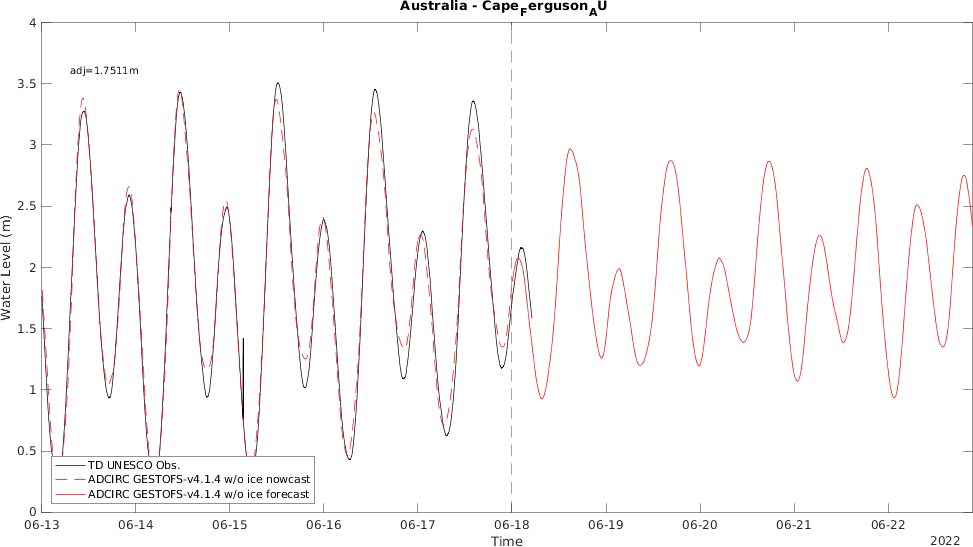 Australia - Cape_Ferguson_AU
4
3.5
3
2.5
2
1.5
1
0.5
0
Water Level (m)
adj=1.7511m
TD UNESCO Obs.
ADCIRC GESTOFS-v4.1.4 w/o ice nowcast
ADCIRC GESTOFS-v4.1.4 w/o ice forecast
06-13 06-14 06-15 06-16 06-17 06-18 06-19 06-20 06-21 06-22
Time
2022